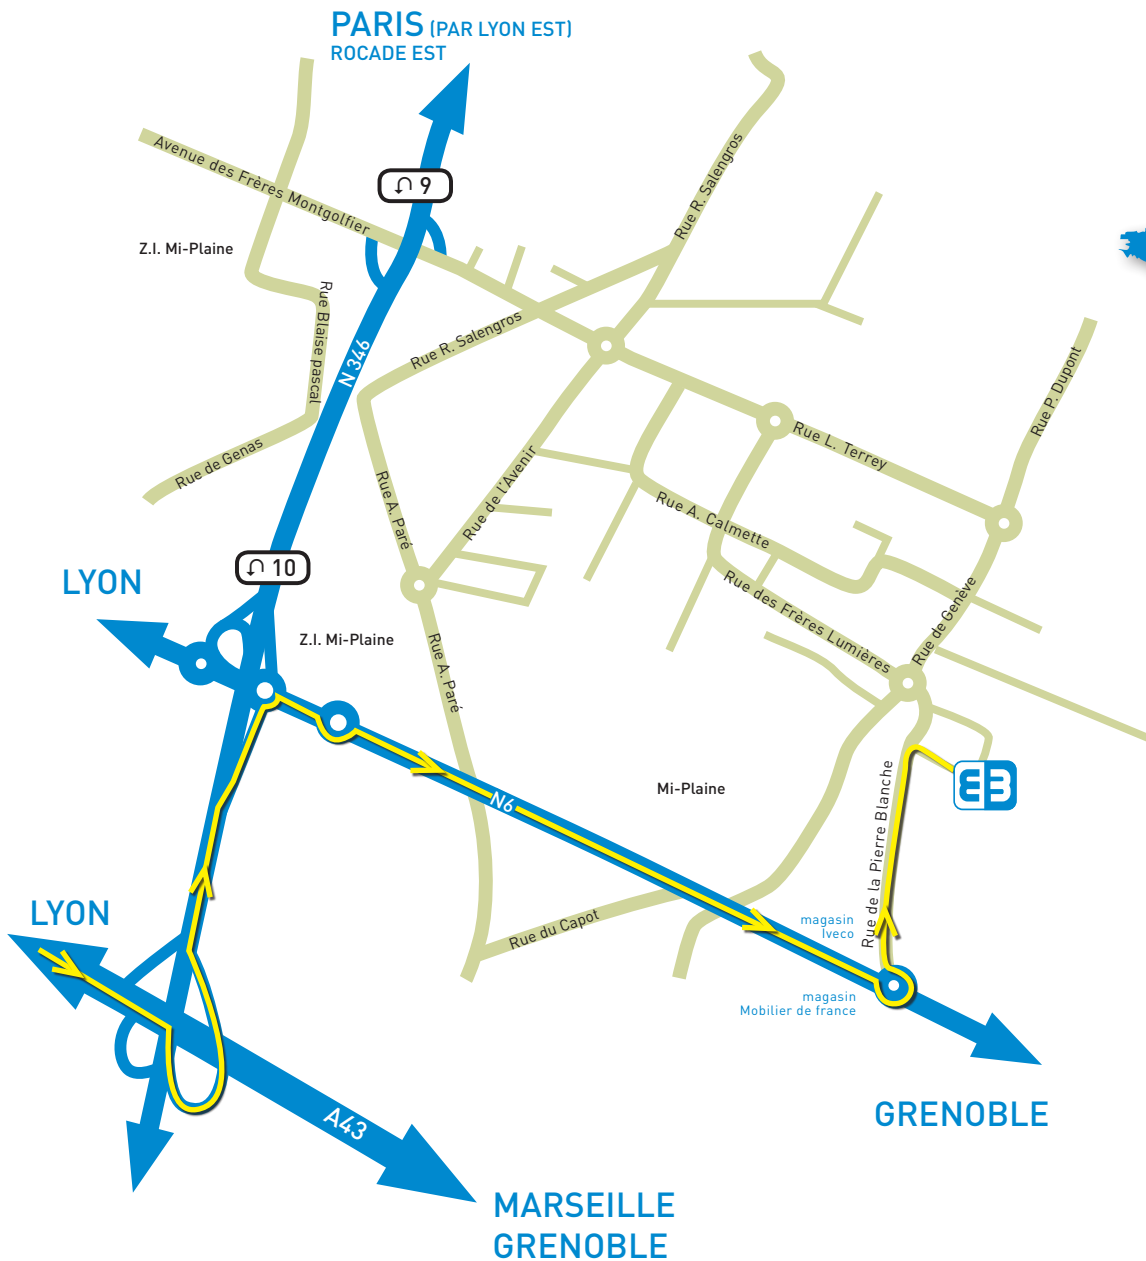 PARIS (PAR LYON EST)
ROCADE EST
9
Avenue des Frères Montgolfier
Rue R. Salengros
Z.I. Mi-Plaine
Rue Blaise pascal
N 346
Rue R. Salengros
Rue P. Dupont
Rue de Genas
Rue A. Paré
Rue de l'Avenir
Rue L. Terrey
Rue A. Calmette
10
LYON
Rue des Frères Lumières
Rue de Genève
Z.I. Mi-Plaine
Rue A. Paré
Mi-Plaine
N6
Rue de la Pierre Blanche
LYON
Rue du Capot
magasin
Iveco
magasin
Mobilier de france
A43
GRENOBLE
MARSEILLE
GRENOBLE